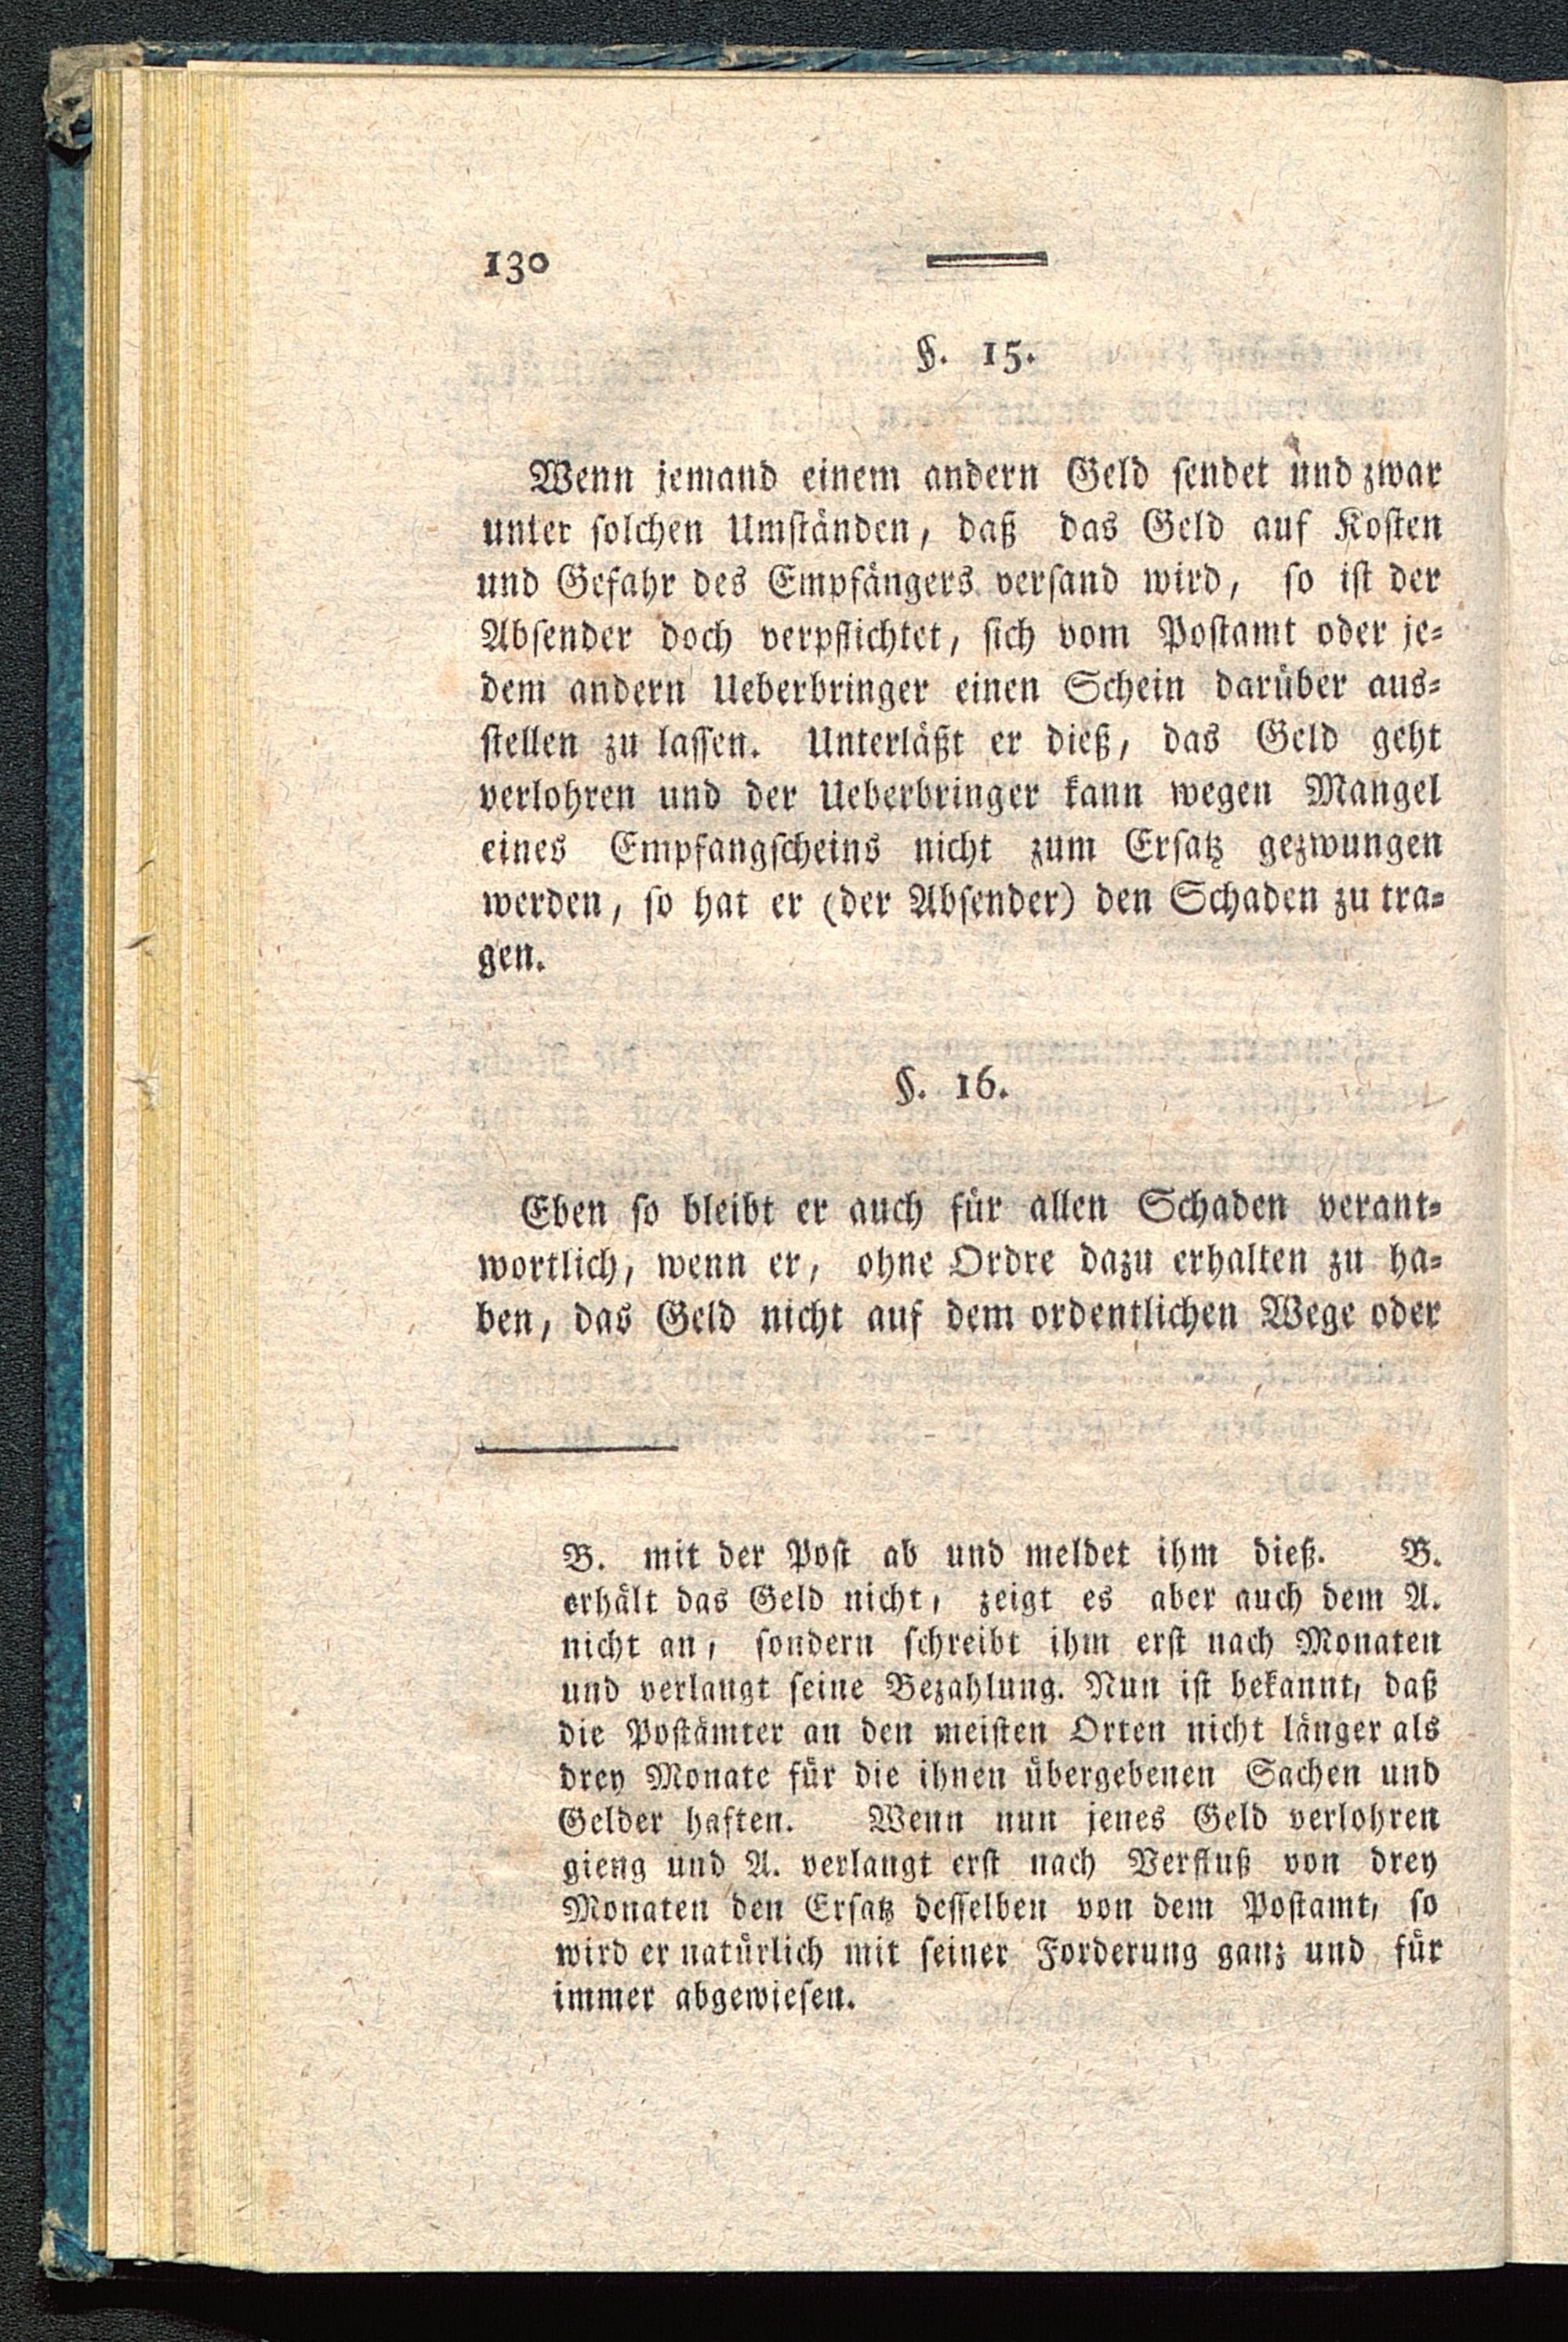 130
§. 15.
Wenn jemand einem andern Geld sendet und zwar
unter solchen Umständen, daß das Geld auf Kosten
und Gefahr des Empfängers versand wird, so ist der
Absender doch verpflichtet, sich vom Postamt oder je-
dem andern Ueberbringer einen Schein darüber aus-
stellen zu lassen. Unterläßt er dieß, das Geld geht
verlohren und der Ueberbringer kann wegen Mangel
eines Empfangscheins nicht zum Ersatz gezwungen
werden, so hat er (der Absender) den Schaden zu tra-
gen.
§. 16.
Eben so bleibt er auch für allen Schaden verant-
wortlich, wenn er, ohne Ordre dazu erhalten zu ha-
ben, das Geld nicht auf dem ordentlichen Wege oder
B. mit der Post ab und meldet ihm dieß. B.
erhält das Geld nicht, zeigt es aber auch dem A.
nicht an, sondern schreibt ihm erst nach Monaten
und verlangt seine Bezahlung. Nun ist bekannt, daß
die Postämter an den meisten Orten nicht länger als
drey Monate für die ihnen übergebenen Sachen und
Gelder haften. Wenn nun jenes Geld verlohren
gieng und A. verlangt erst nach Verfluß von drey
Monaten den Ersatz desselben von dem Postamt, so
wird er natürlich mit seiner Forderung ganz und für
immer abgewiesen.